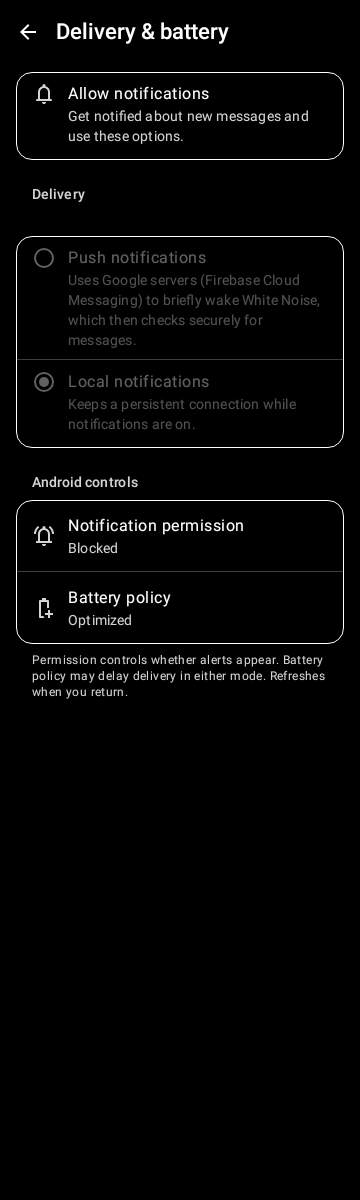 Delivery & battery
Allow notifications
Get notified about new messages and
use these options.
Delivery
Push notifications
Uses Google servers (Firebase Cloud
Messaging) to briefly wake White Noise,
which then checks securely for
messages.
Local notifications
Keeps a persistent connection while
notifications are on.
Android controls
Notification permission
Blocked
Battery policy
Optimized
Permission controls whether alerts appear. Battery
policy may delay delivery in either mode. Refreshes
when you return.